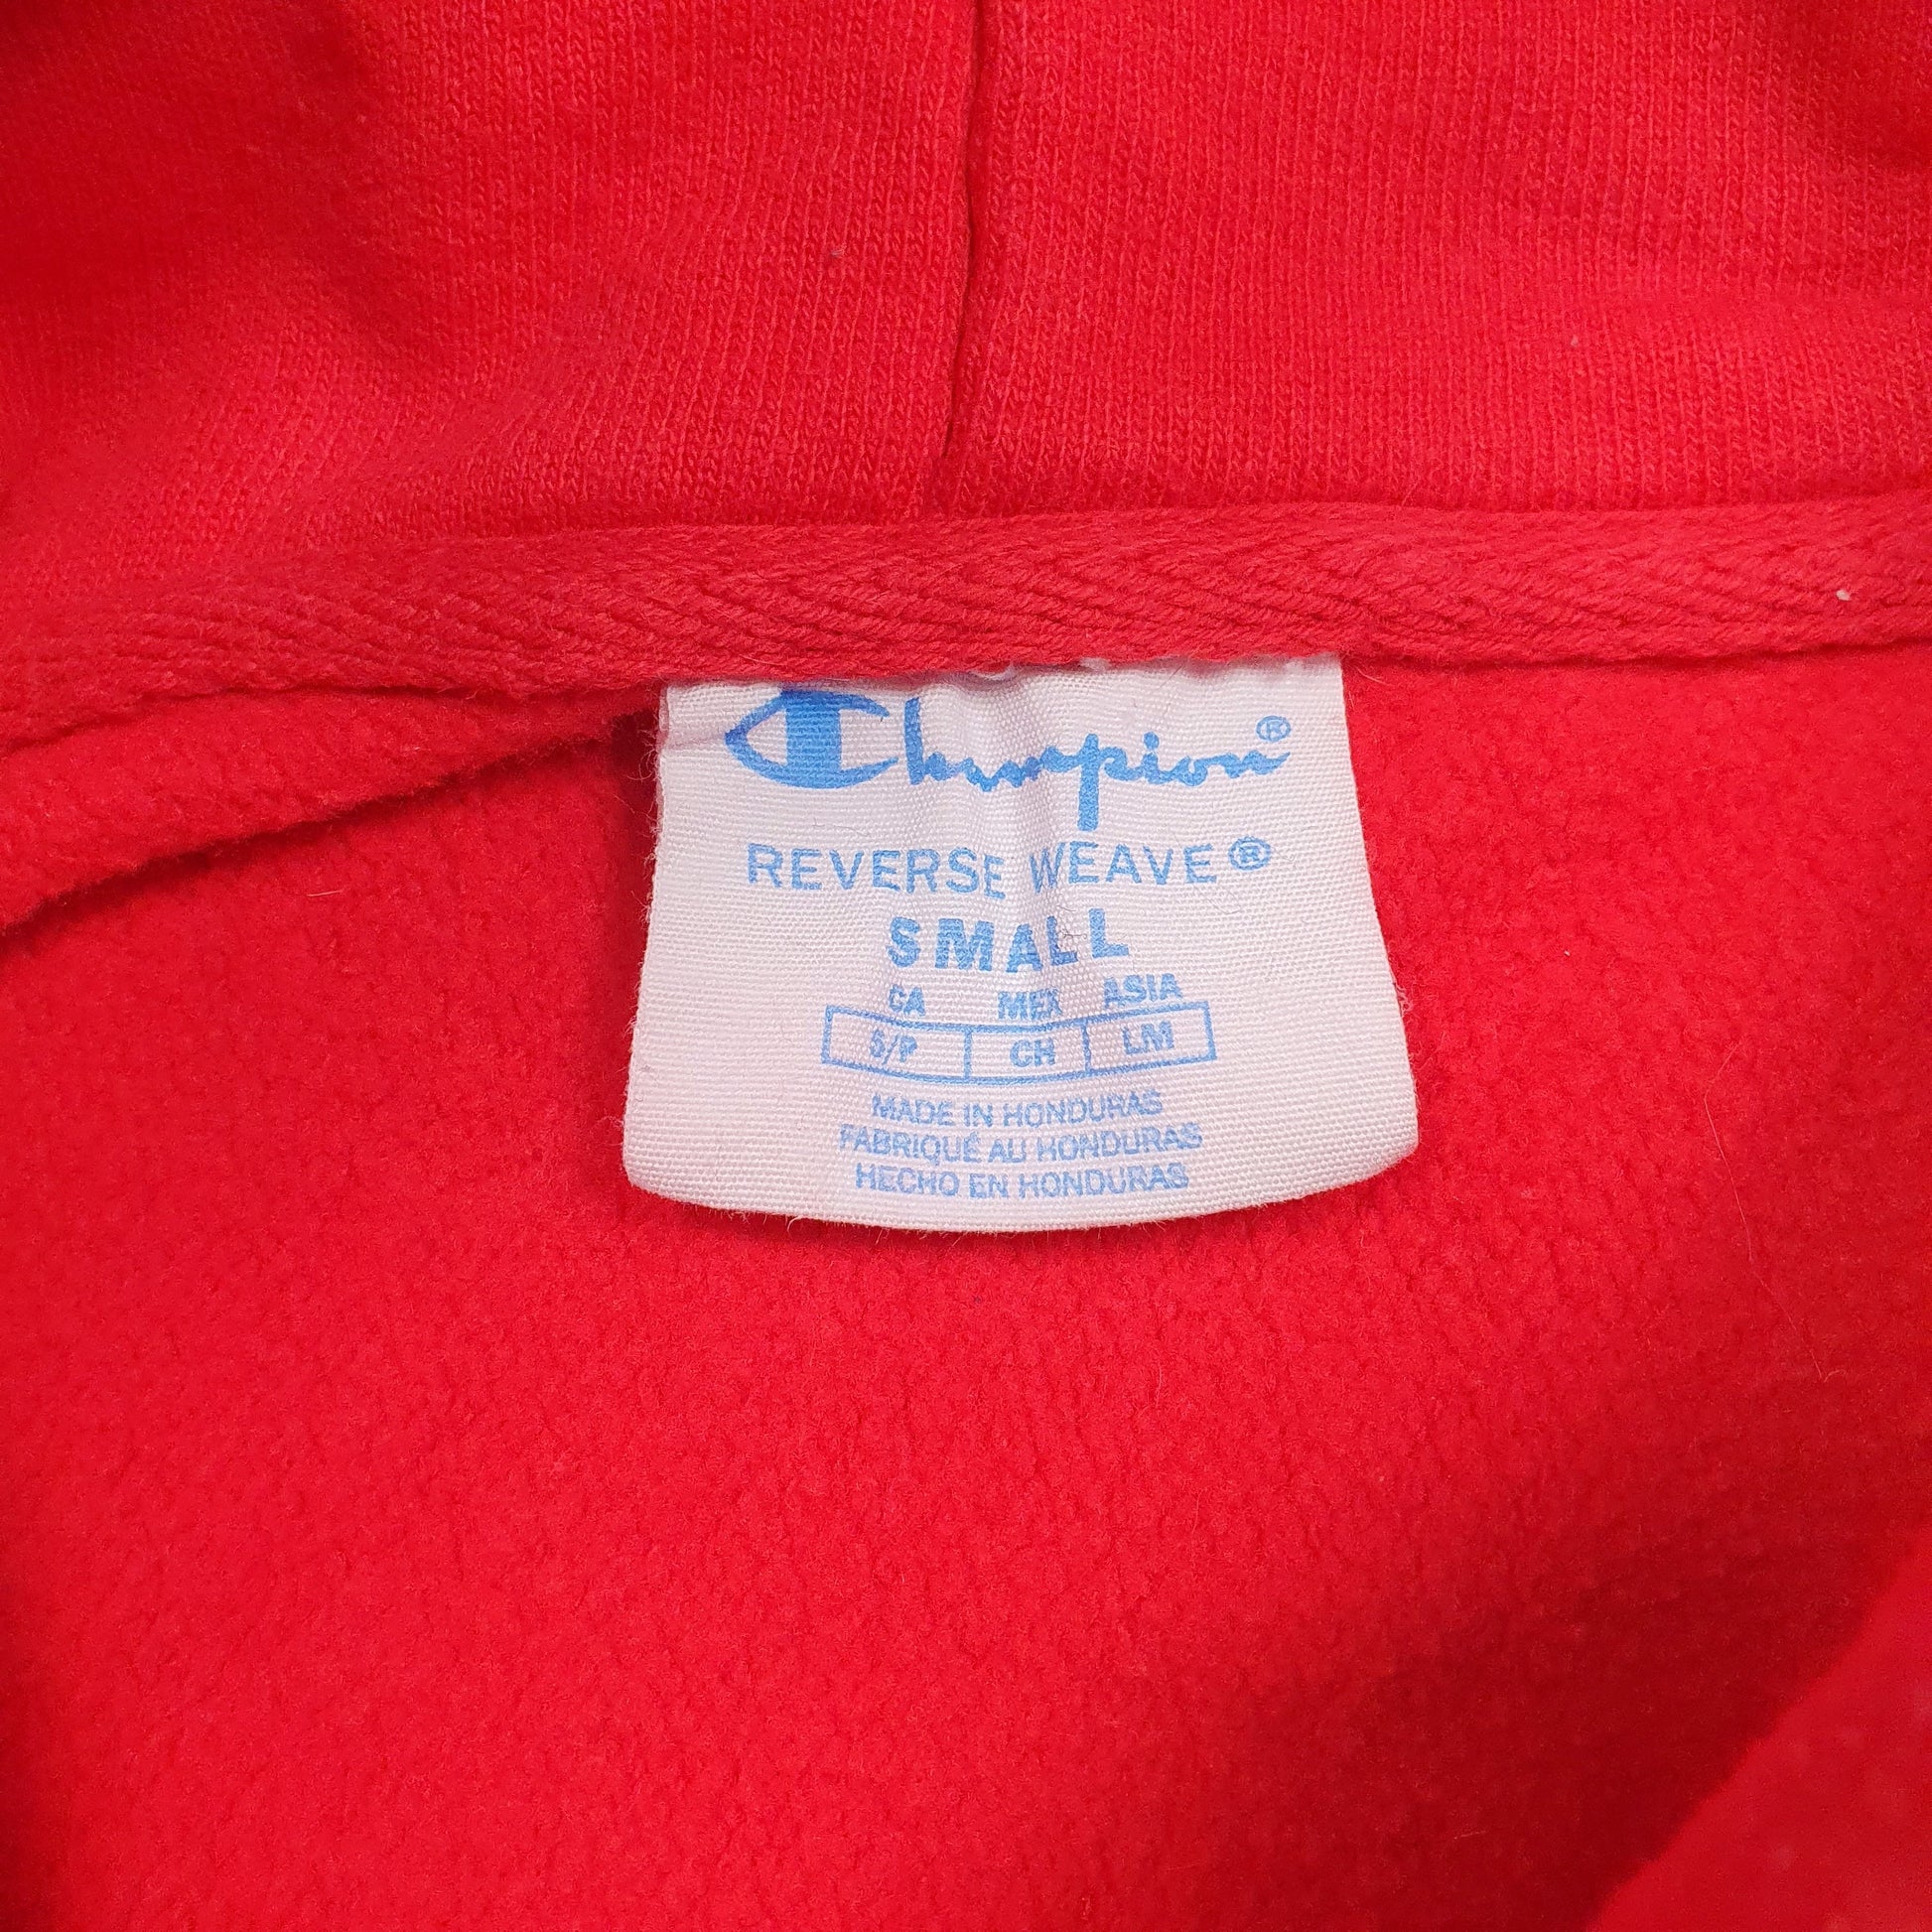 Champion®
REVERSE WEAVE®
SMALL
CA MEX ASIA
S/P CH LM
MADE IN HONDURAS
FABRIQUÉ AU HONDURAS
HECHO EN HONDURAS